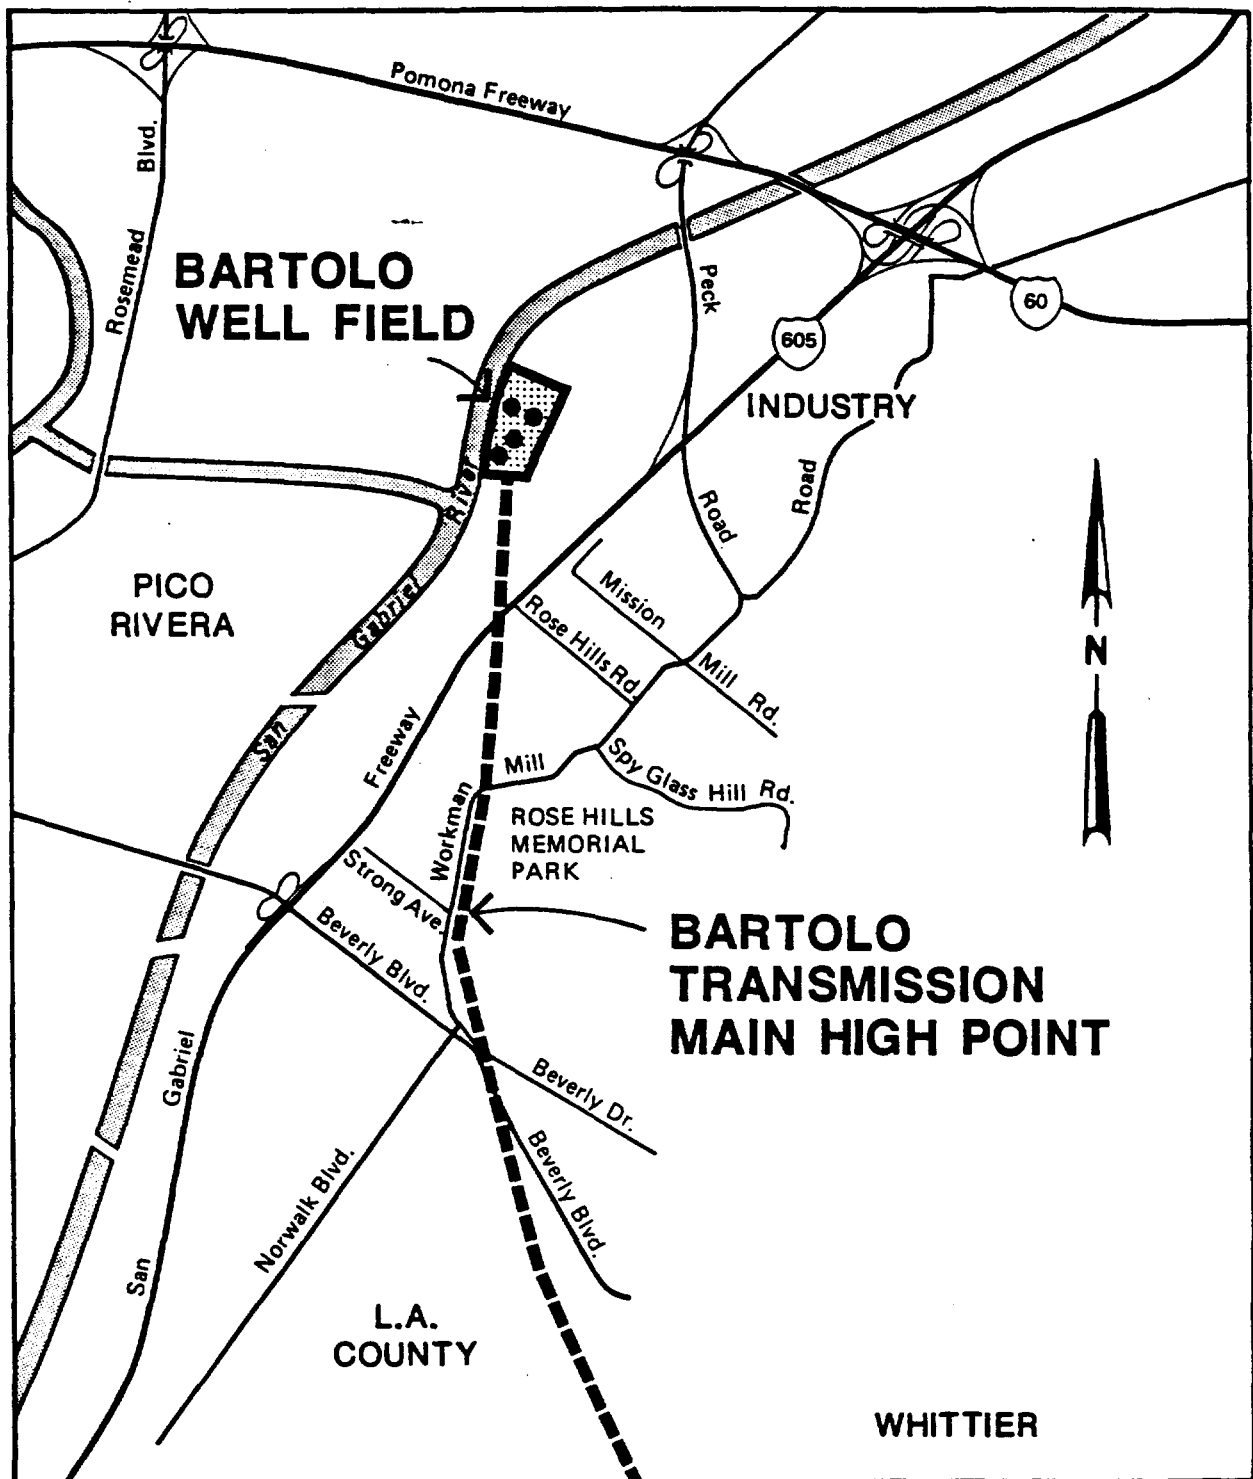 Pomona Freeway
Rosemead Blvd.
BARTOLO
WELL FIELD
Peck
Road
605
60
INDUSTRY
Road
San Gabriel River
PICO
RIVERA
Mission
Mill Rd.
Rose Hills Rd.
N
Freeway
Workman
Mill
Spy Glass Hill Rd.
ROSE HILLS
MEMORIAL
PARK
Strong Ave.
Beverly Blvd.
BARTOLO
TRANSMISSION
MAIN HIGH POINT
San Gabriel
Beverly Dr.
Norwalk Blvd.
Beverly Blvd.
L.A.
COUNTY
WHITTIER